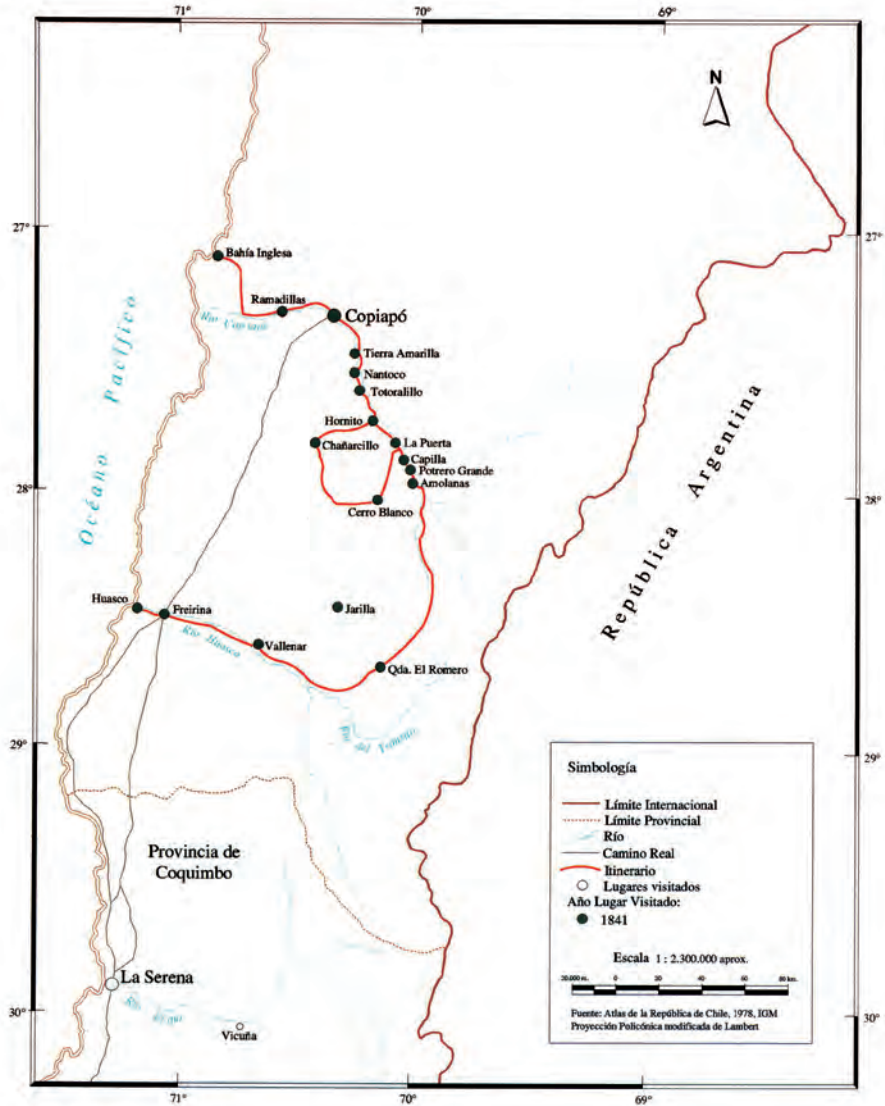 71°
70°
69°
N
27°
27°
Bahía Inglesa
Ramadillas
Copiapó
Río Copiapó
Tierra Amarilla
Nantoco
Totoralillo
Hornito
Chañarcillo
La Puerta
Capilla
Potrero Grande
Amolanas
Cerro Blanco
Océano Pacífico
República Argentina
28°
28°
Huasco
Freirina
Jarilla
Río Huasco
Vallenar
Qda. El Romero
del
29°
29°
Provincia de
Coquimbo
La Serena
Río
Vicuña
30°
30°
Simbología
Límite Internacional
Límite Provincial
Río
Camino Real
Itinerario
Lugares visitados
Año Lugar Visitado:
1841
Escala 1 : 2.300.000 aprox.
20.000 m. 0 20 40 60 80 km.
Fuente: Atlas de la República de Chile, 1978, IGM
Proyección Policónica modificada de Lambert
71°
70°
69°